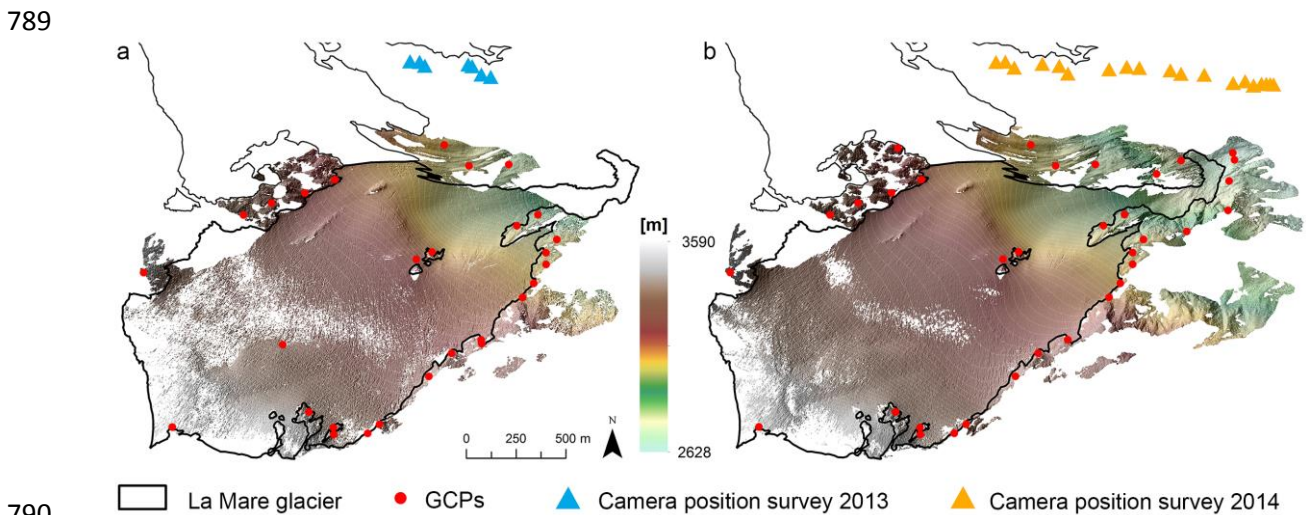 789
a b
[m]
3590
N
0 250 500 m
2628
La Mare glacier GCPs Camera position survey 2013 Camera position survey 2014
790